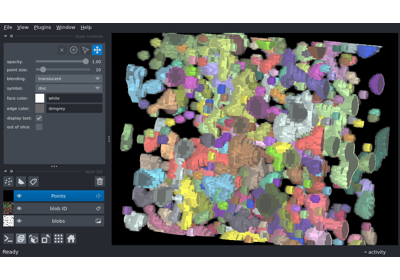 File View Plugins Window Help
opacity: 1.00
point size: 10
blending: translucent
symbol: disc
face color: white
edge color: dimgrey
display text:
out of slice:
Points
blob ID
blobs
Ready
activity